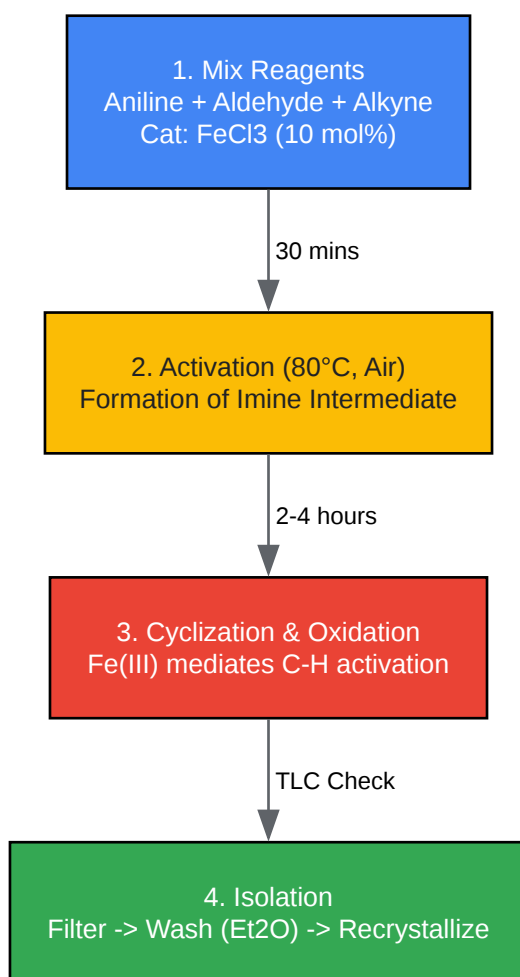 1. Mix Reagents
Aniline + Aldehyde + Alkyne
Cat: FeCl3 (10 mol%)
30 mins
2. Activation (80°C, Air)
Formation of Imine Intermediate
2-4 hours
3. Cyclization & Oxidation
Fe(III) mediates C-H activation
TLC Check
4. Isolation
Filter -> Wash (Et2O) -> Recrystallize